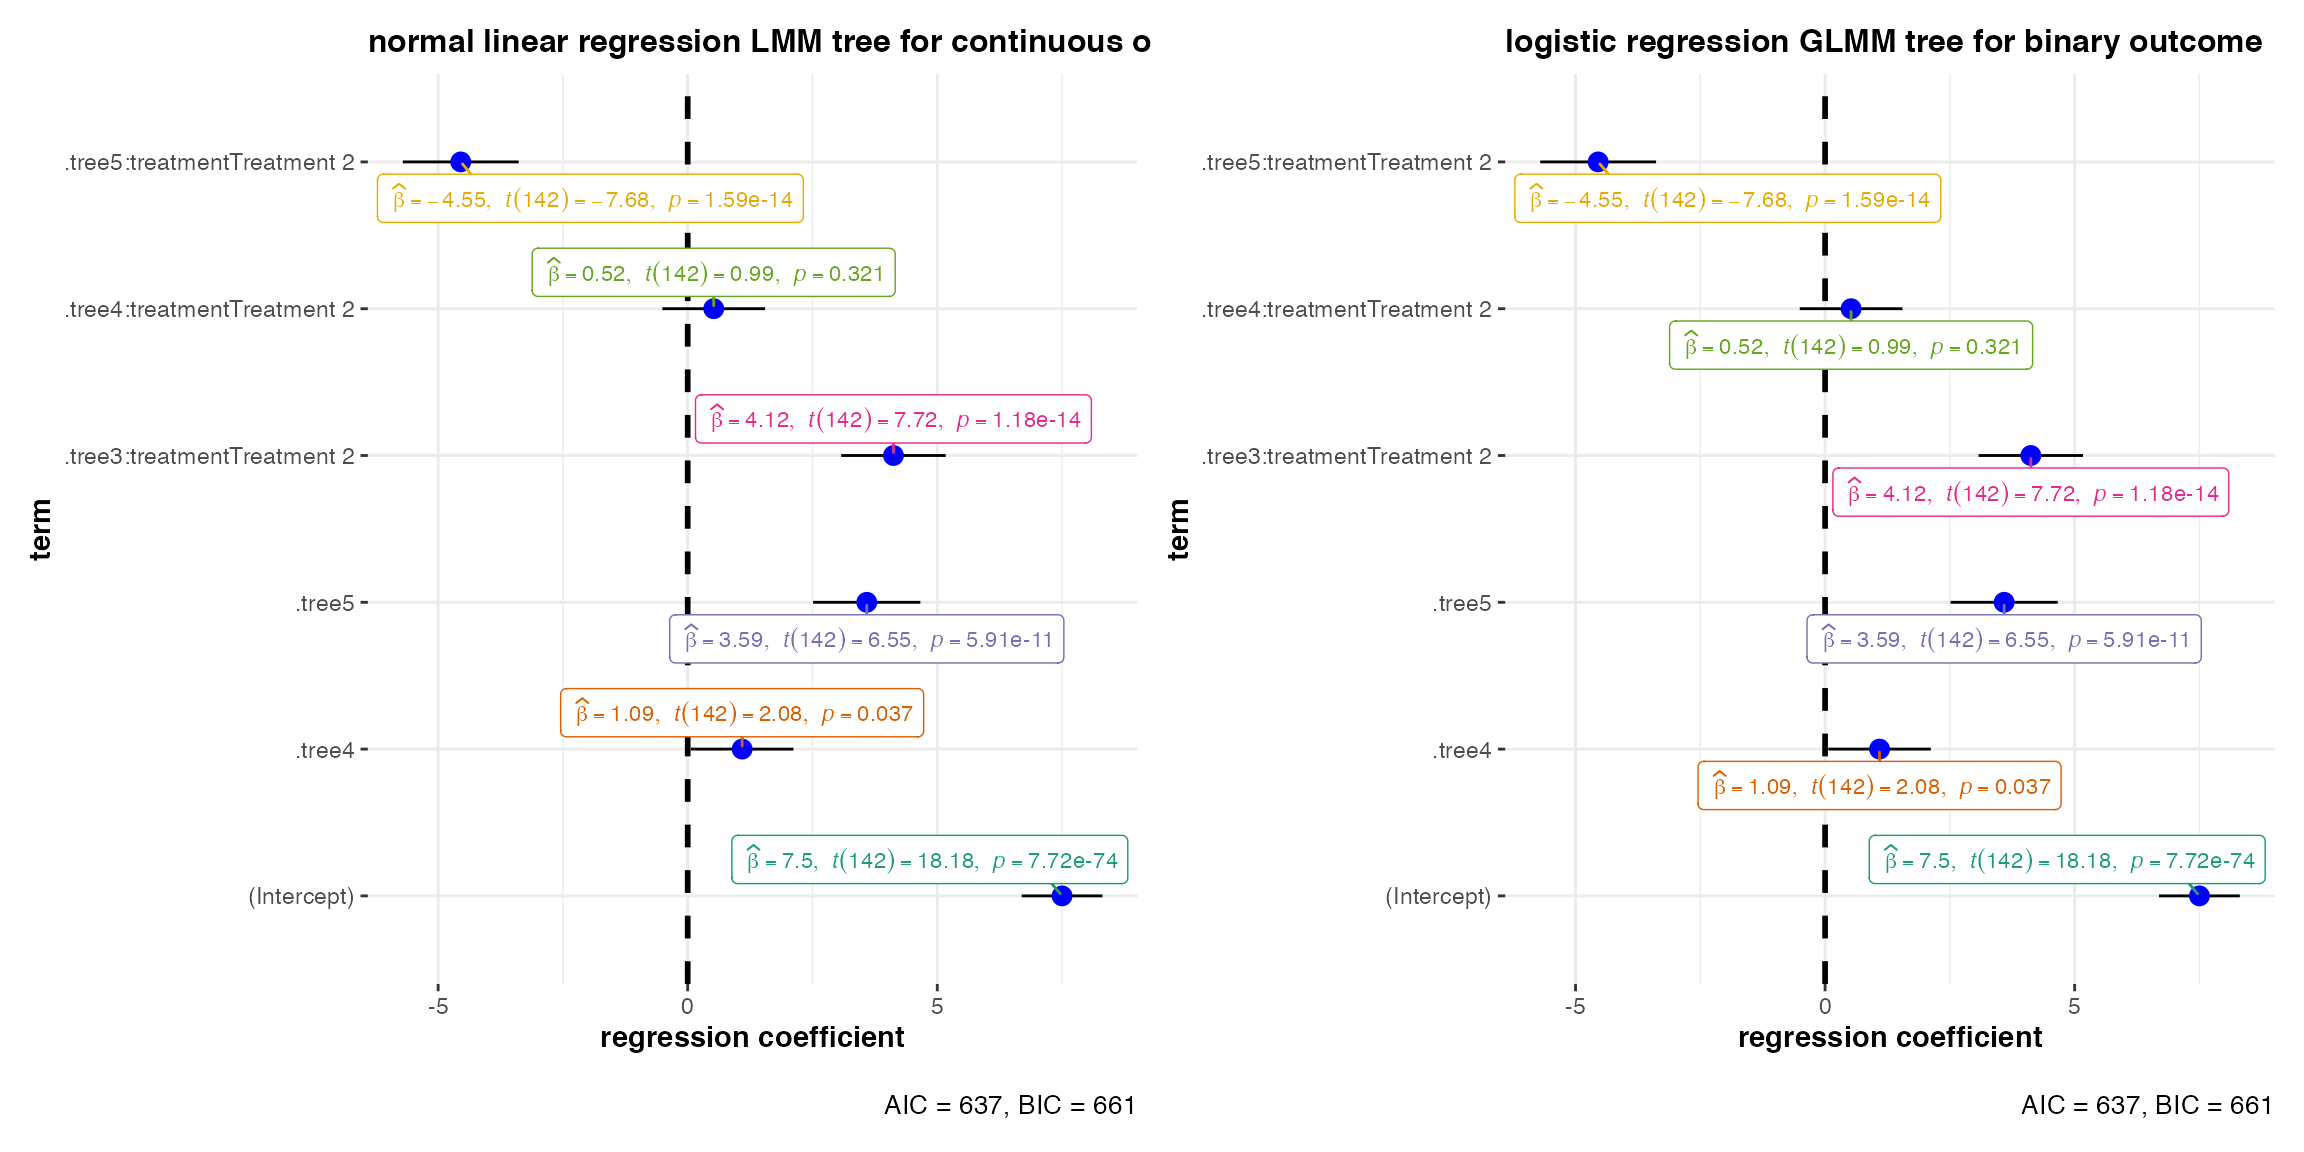 normal linear regression LMM tree for continuous o
term
.tree5:treatmentTreatment 2
β̂ = −4.55, t(142) = −7.68, p = 1.59e-14
β̂ = 0.52, t(142) = 0.99, p = 0.321
.tree4:treatmentTreatment 2
β̂ = 4.12, t(142) = 7.72, p = 1.18e-14
.tree3:treatmentTreatment 2
.tree5
β̂ = 3.59, t(142) = 6.55, p = 5.91e-11
β̂ = 1.09, t(142) = 2.08, p = 0.037
.tree4
β̂ = 7.5, t(142) = 18.18, p = 7.72e-74
(Intercept)
-5 0 5
regression coefficient
AIC = 637, BIC = 661
logistic regression GLMM tree for binary outcome
term
.tree5:treatmentTreatment 2
β̂ = −4.55, t(142) = −7.68, p = 1.59e-14
.tree4:treatmentTreatment 2
β̂ = 0.52, t(142) = 0.99, p = 0.321
.tree3:treatmentTreatment 2
β̂ = 4.12, t(142) = 7.72, p = 1.18e-14
.tree5
β̂ = 3.59, t(142) = 6.55, p = 5.91e-11
.tree4
β̂ = 1.09, t(142) = 2.08, p = 0.037
β̂ = 7.5, t(142) = 18.18, p = 7.72e-74
(Intercept)
-5 0 5
regression coefficient
AIC = 637, BIC = 661